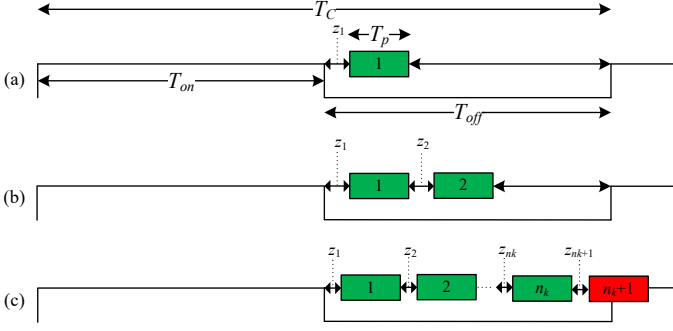 T_C
z_1
T_p
(a)
1
T_on
T_off
z_1
z_2
(b)
1
2
z_1
z_2
z_nk
z_nk+1
(c)
1
2
......
n_k
n_k+1